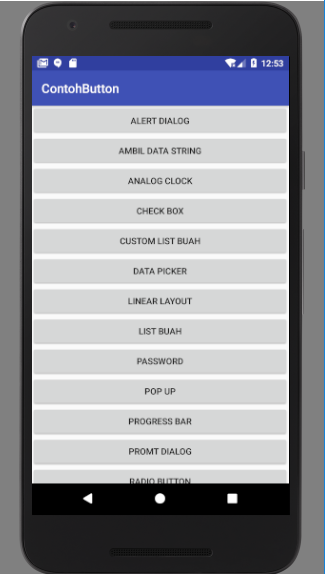 12:53
ContohButton
ALERT DIALOG
AMBIL DATA STRING
ANALOG CLOCK
CHECK BOX
CUSTOM LIST BUAH
DATA PICKER
LINEAR LAYOUT
LIST BUAH
PASSWORD
POP UP
PROGRESS BAR
PROMT DIALOG
RADIO BUTTON